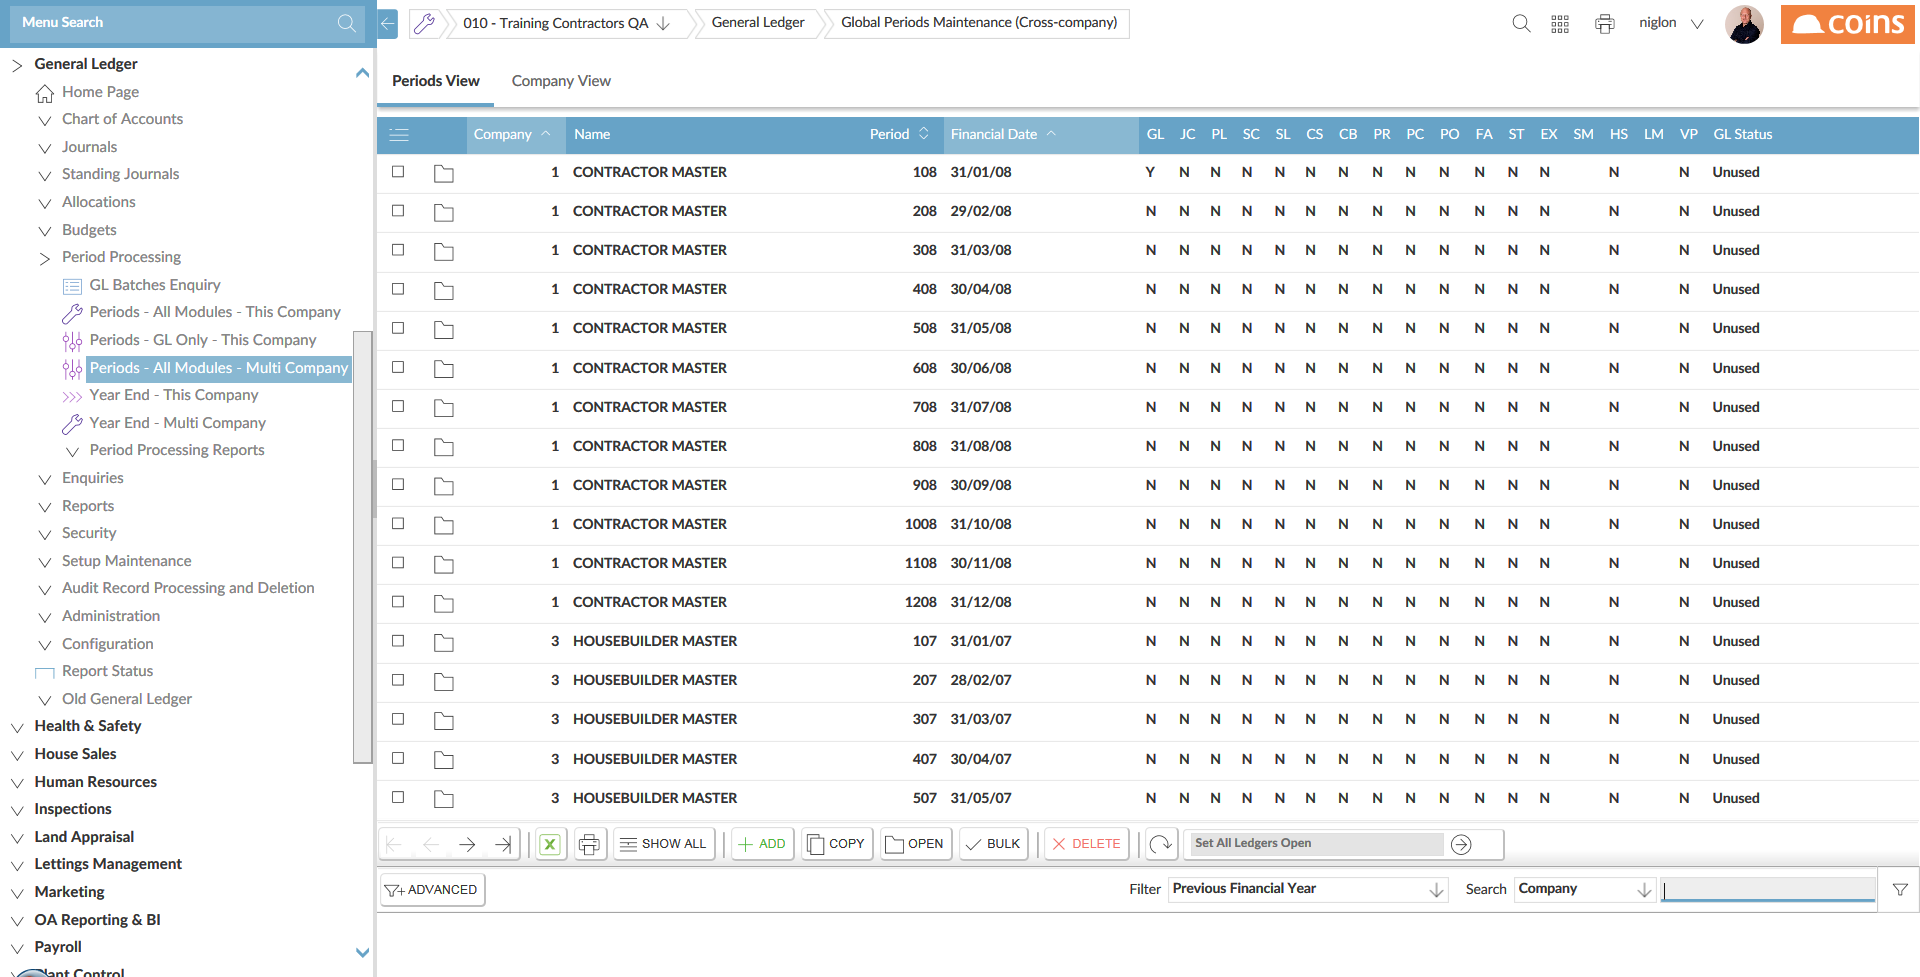 Menu Search
010 - Training Contractors QA
General Ledger
Global Periods Maintenance (Cross-company)
niglon
coins
General Ledger
Home Page
Chart of Accounts
Journals
Standing Journals
Allocations
Budgets
Period Processing
GL Batches Enquiry
Periods - All Modules - This Company
Periods - GL Only - This Company
Periods - All Modules - Multi Company
Year End - This Company
Year End - Multi Company
Period Processing Reports
Enquiries
Reports
Security
Setup Maintenance
Audit Record Processing and Deletion
Administration
Configuration
Report Status
Old General Ledger
Health & Safety
House Sales
Human Resources
Inspections
Land Appraisal
Lettings Management
Marketing
OA Reporting & BI
Payroll
Periods View Company View
Company Name Period Financial Date GL JC PL SC SL CS CB PR PC PO FA ST EX SM HS LM VP GL Status
1 CONTRACTOR MASTER 108 31/01/08 Y N N N N N N N N N N N N N N Unused
1 CONTRACTOR MASTER 208 29/02/08 N N N N N N N N N N N N N N N Unused
1 CONTRACTOR MASTER 308 31/03/08 N N N N N N N N N N N N N N N Unused
1 CONTRACTOR MASTER 408 30/04/08 N N N N N N N N N N N N N N N Unused
1 CONTRACTOR MASTER 508 31/05/08 N N N N N N N N N N N N N N N Unused
1 CONTRACTOR MASTER 608 30/06/08 N N N N N N N N N N N N N N N Unused
1 CONTRACTOR MASTER 708 31/07/08 N N N N N N N N N N N N N N N Unused
1 CONTRACTOR MASTER 808 31/08/08 N N N N N N N N N N N N N N N Unused
1 CONTRACTOR MASTER 908 30/09/08 N N N N N N N N N N N N N N N Unused
1 CONTRACTOR MASTER 1008 31/10/08 N N N N N N N N N N N N N N N Unused
1 CONTRACTOR MASTER 1108 30/11/08 N N N N N N N N N N N N N N N Unused
1 CONTRACTOR MASTER 1208 31/12/08 N N N N N N N N N N N N N N N Unused
3 HOUSEBUILDER MASTER 107 31/01/07 N N N N N N N N N N N N N N N Unused
3 HOUSEBUILDER MASTER 207 28/02/07 N N N N N N N N N N N N N N N Unused
3 HOUSEBUILDER MASTER 307 31/03/07 N N N N N N N N N N N N N N N Unused
3 HOUSEBUILDER MASTER 407 30/04/07 N N N N N N N N N N N N N N N Unused
3 HOUSEBUILDER MASTER 507 31/05/07 N N N N N N N N N N N N N N N Unused
SHOW ALL ADD COPY OPEN BULK DELETE Set All Ledgers Open
ADVANCED Filter Previous Financial Year Search Company